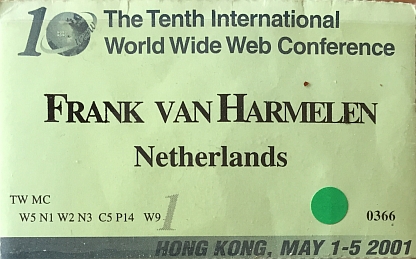 10 The Tenth International
World Wide Web Conference
FRANK VAN HARMELEN
Netherlands
TW MC
W5 N1 W2 N3 C5 P14 W9
1
0366
HONG KONG, MAY 1-5 2001